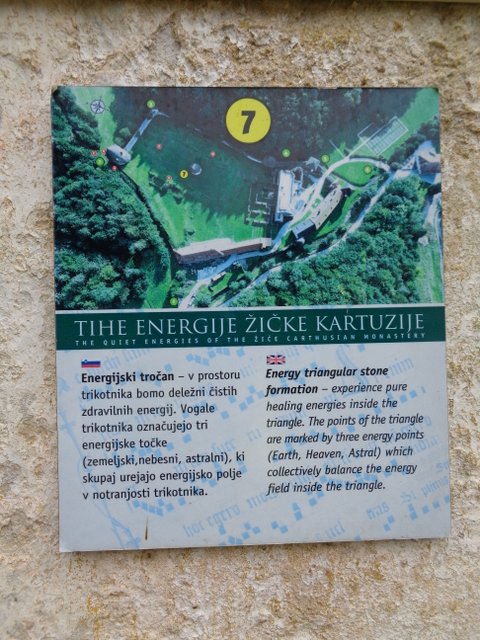 7
7
TIHE ENERGIJE ŽIČKE KARTUZIJE
THE QUIET ENERGIES OF THE ŽIČE CARTHUSIAN MONASTERY
Energijski tročan – v prostoru
trikotnika bomo deležni čistih
zdravilnih energij. Vogale
trikotnika označujejo tri
energijske točke
(zemeljski,nebesni, astralni), ki
skupaj urejajo energijsko polje
v notranjosti trikotnika.
Energy triangular stone
formation – experience pure
healing energies inside the
triangle. The points of the triangle
are marked by three energy points
(Earth, Heaven, Astral) which
collectively balance the energy
field inside the triangle.